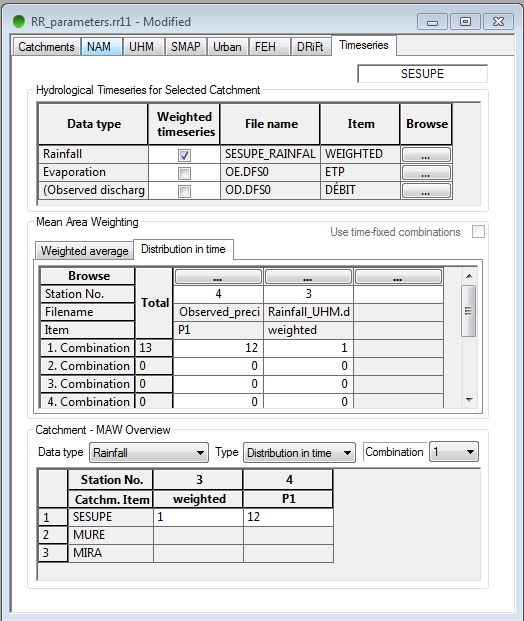 RR_parameters.rr11 - Modified
Catchments NAM UHM SMAP Urban FEH DRiFt Timeseries
SESUPE
Hydrological Timeseries for Selected Catchment
Data type Weighted timeseries File name Item Browse
Rainfall SESUPE_RAINFAL WEIGHTED ...
Evaporation OE.DFS0 ETP ...
(Observed discharg OD.DFS0 DÉBIT ...
Mean Area Weighting
Use time-fixed combinations
Weighted average Distribution in time
Browse Total ... ... ...
Station No. 4 3
Filename Observed_preci Rainfall_UHM.d
Item P1 weighted
1. Combination 13 12 1
2. Combination 0 0 0
3. Combination 0 0 0
4. Combination 0 0 0
Catchment - MAW Overview
Data type Rainfall Type Distribution in time Combination 1
Station No. 3 4
Catchm. Item weighted P1
1 SESUPE 1 12
2 MURE
3 MIRA